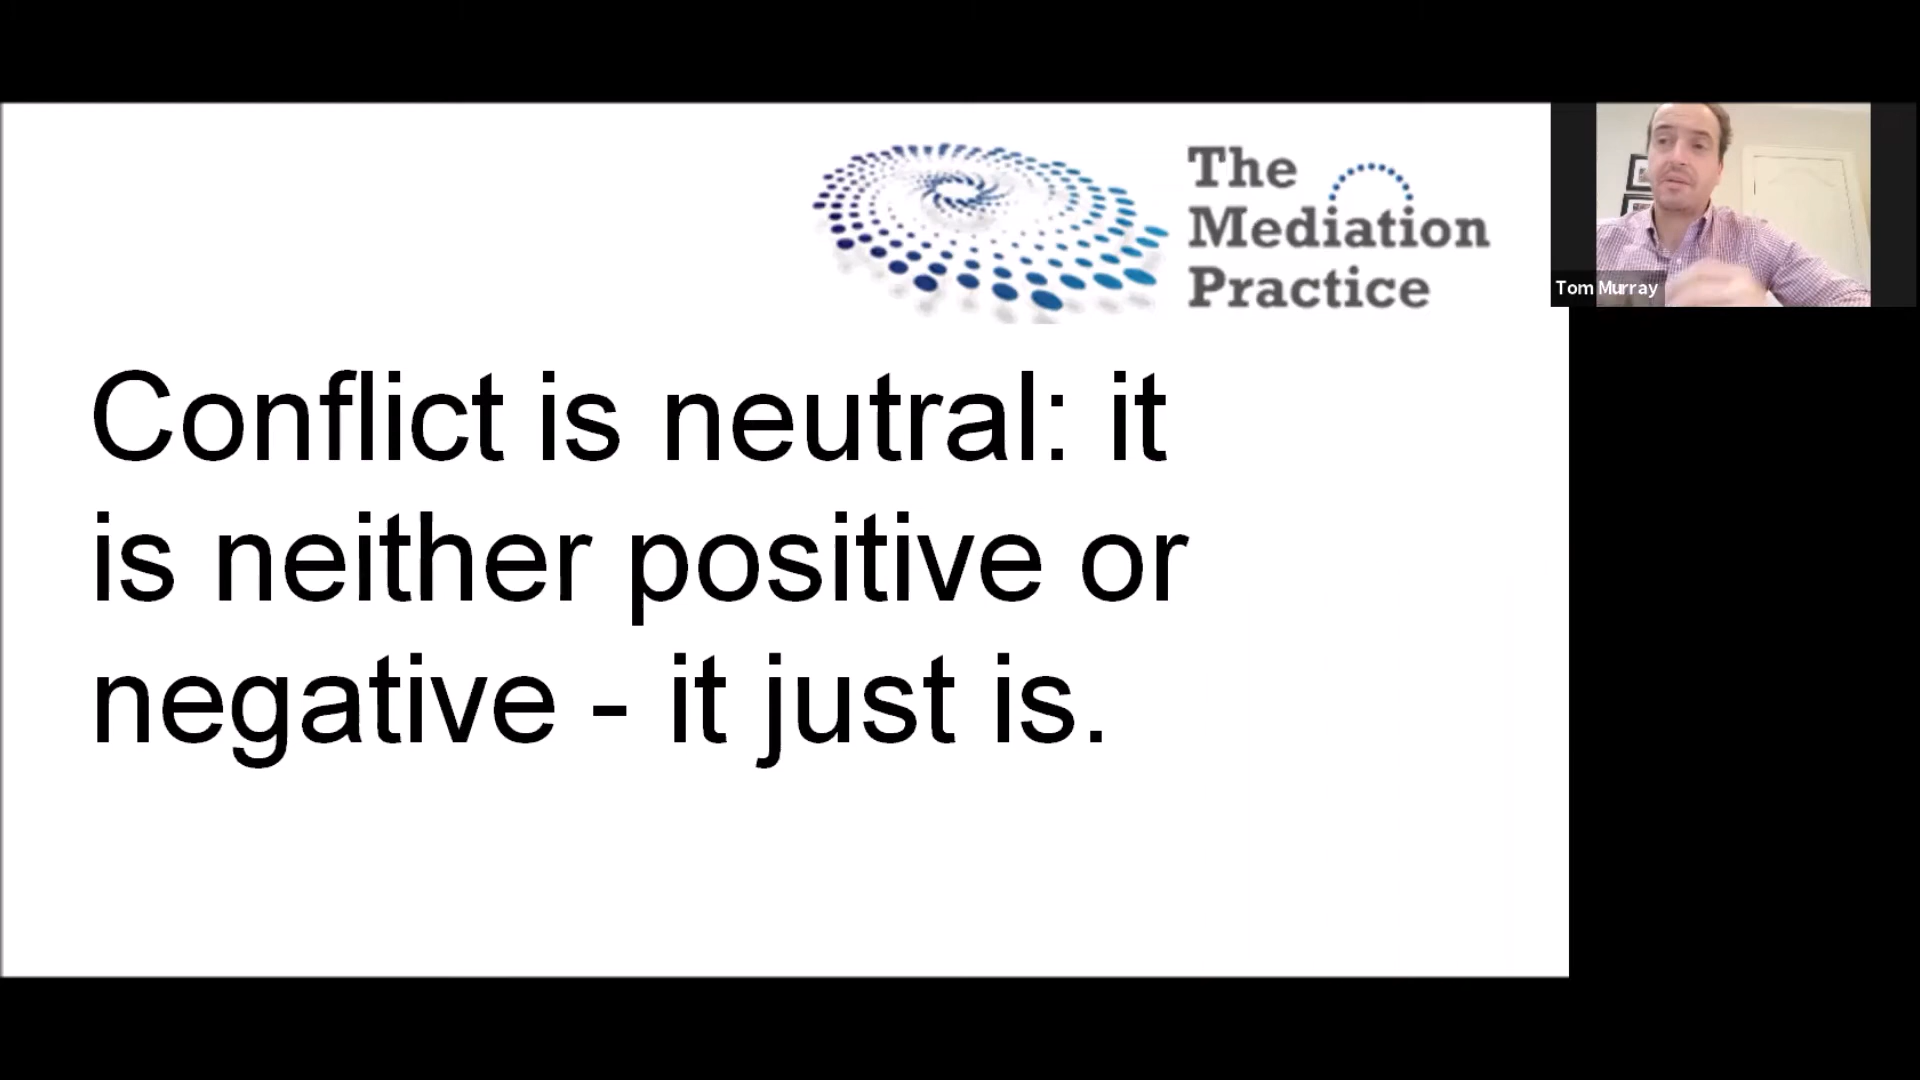 The
Mediation
Practice
Tom Murray
Conflict is neutral: it
is neither positive or
negative - it just is.